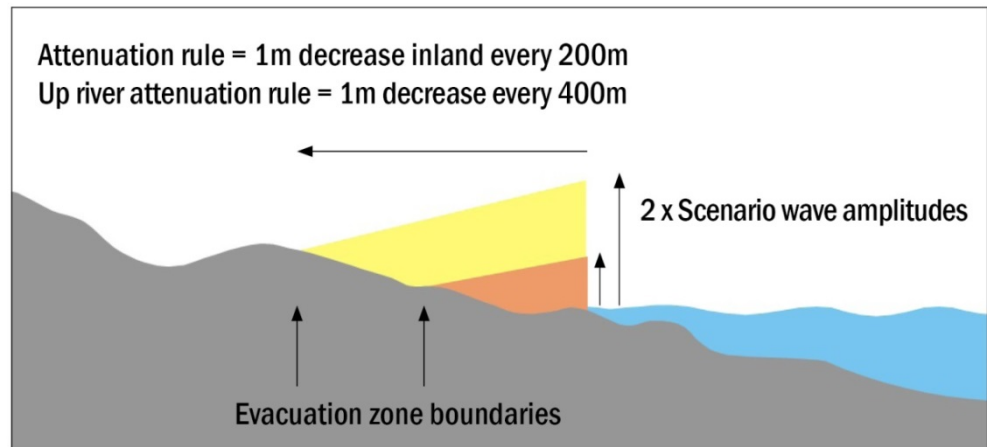 Attenuation rule = 1m decrease inland every 200m
Up river attenuation rule = 1m decrease every 400m
2 x Scenario wave amplitudes
Evacuation zone boundaries